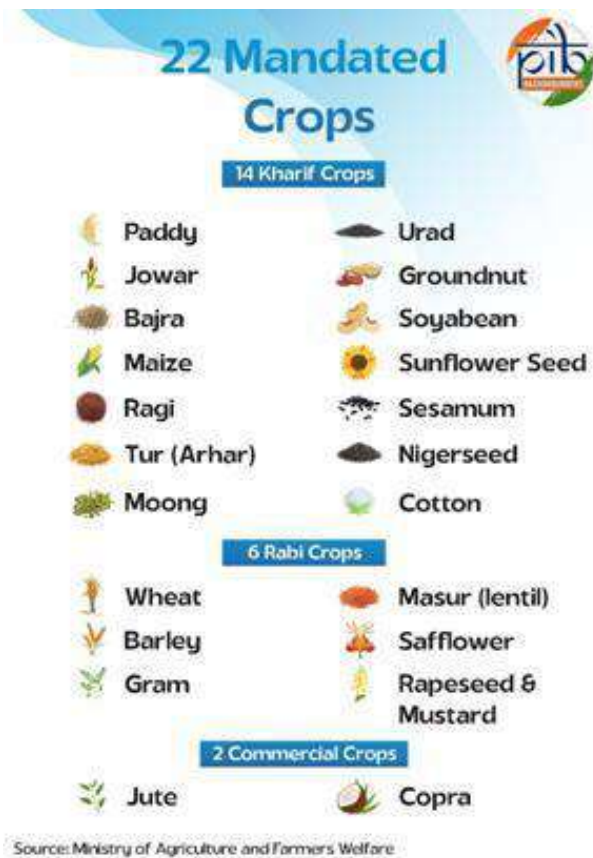 22 Mandated
Crops
pib
14 Kharif Crops
Paddy
Urad
Jowar
Groundnut
Bajra
Soyabean
Maize
Sunflower Seed
Ragi
Sesamum
Tur (Arhar)
Nigerseed
Moong
Cotton
6 Rabi Crops
Wheat
Masur (lentil)
Barley
Safflower
Gram
Rapeseed &
Mustard
2 Commercial Crops
Jute
Copra
Source: Ministry of Agriculture and Farmers Welfare